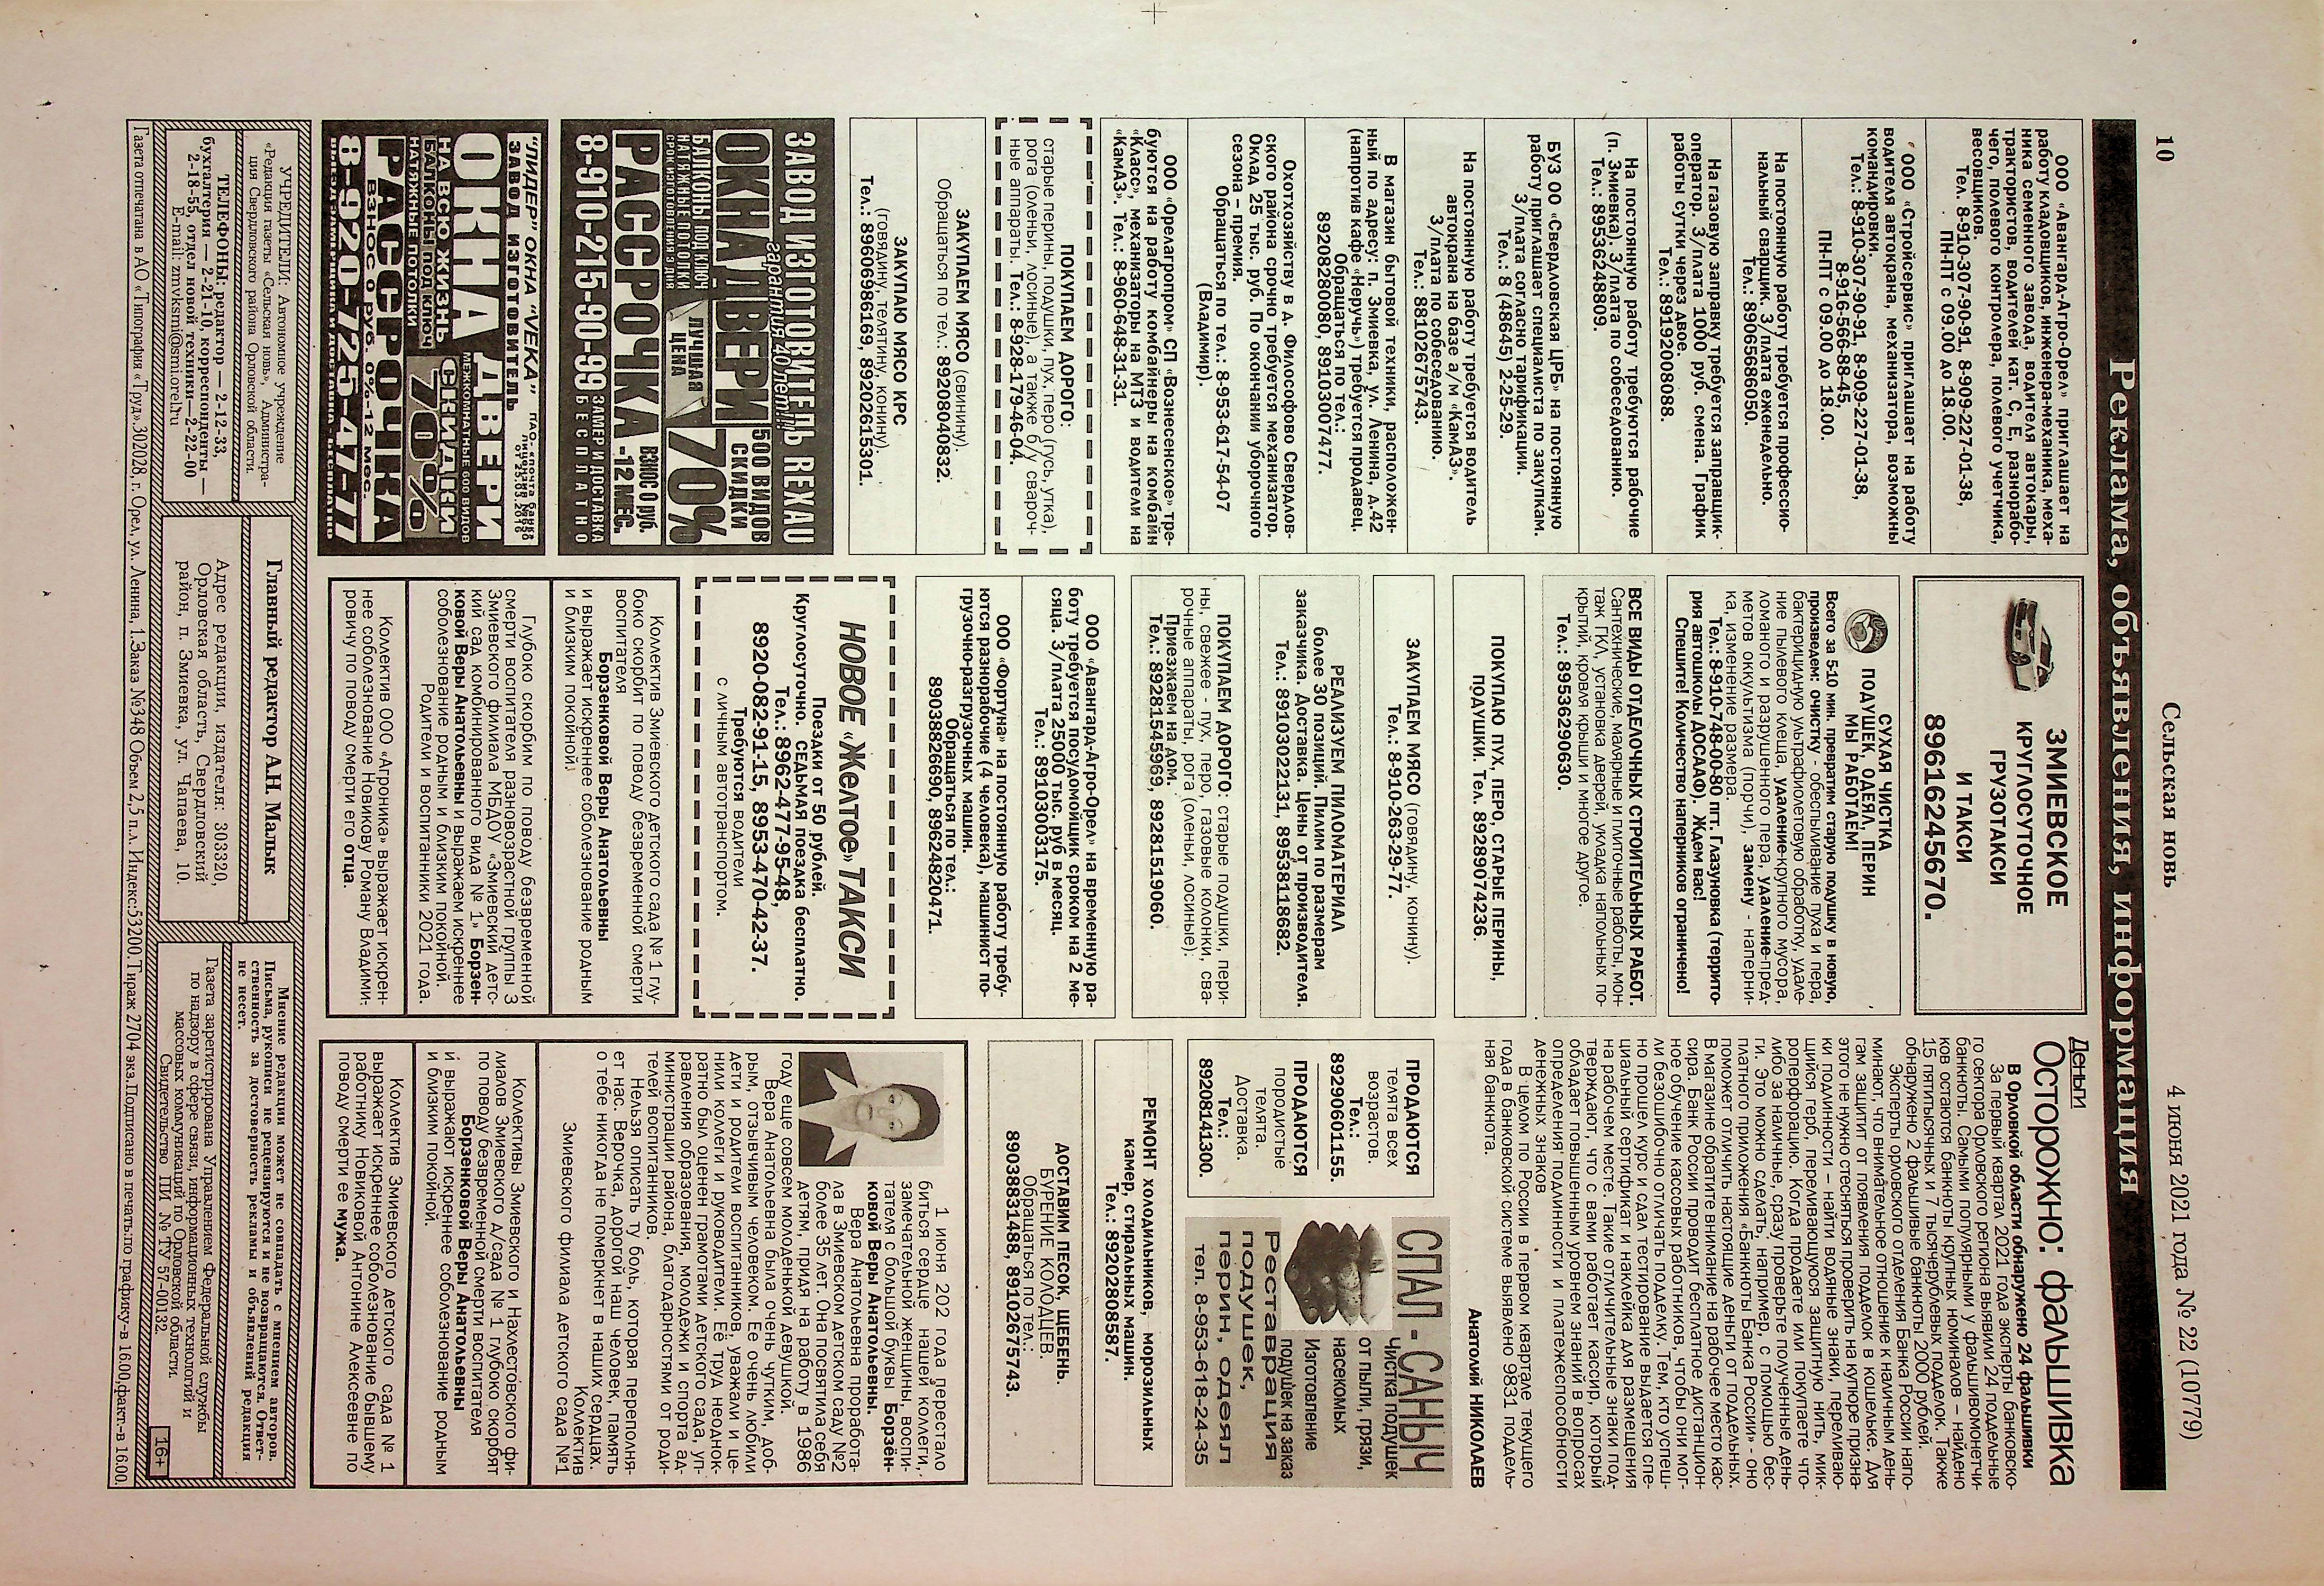 10
Сельская новь
4 июня 2021 года № 22 (10779)
Реклама, объявления, информация
ООО «Авангард-Агро-Орел» приглашает на
работу кладовщиков, инженера-механика, меха-
ника семенного завода, водителя автокары,
трактористов, водителей кат. С, Е, разнорабо-
чего, полевого контролера, полевого учетчика,
весовщиков.
Тел. 8-910-307-90-91, 8-909-227-01-38,
ПН-ПТ с 09.00 до 18.00.
ООО «Стройсервис» приглашает на работу
водителя автокрана, механизатора, возможны
командировки.
Тел.: 8-910-307-90-91, 8-909-227-01-38,
8-916-566-88-45,
ПН-ПТ с 09.00 до 18.00.
На постоянную работу требуется профессио-
нальный сварщик. З/плата еженедельно.
Тел.: 89065686050.
На газовую заправку требуется заправщик-
оператор. З/плата 1000 руб. смена. График
работы сутки через двое.
Тел.: 89192008088.
На постоянную работу требуются рабочие
(п. Змиевка). З/плата по собеседованию.
Тел.: 89536248809.
БУЗ ОО «Свердловская ЦРБ» на постоянную
работу приглашает специалиста по закупкам.
З/плата согласно тарификации.
Тел.: 8 (48645) 2-25-29.
На постоянную работу требуется водитель
автокрана на базе а/м «КамАЗ».
З/плата по собеседованию.
Тел.: 89102675743.
В магазин бытовой техники, расположен-
ный по адресу: п. Змиевка, ул. Ленина, д.42
(напротив кафе «Неручь») требуется продавец.
Обращаться по тел.:
89208280080, 89103007477.
Охотхозяйству в д. Философово Свердлов-
ского района срочно требуется механизатор.
Оклад 25 тыс. руб. По окончании уборочного
сезона – премия.
Обращаться по тел.: 8-953-617-54-07
(Владимир).
ООО «Орелагропром» СП «Вознесенское» тре-
буются на работу комбайнеры на комбайн
«Класс», механизаторы на МТЗ и водители на
«КамАЗ». Тел.: 8-960-648-31-31.
ПОКУПАЕМ ДОРОГО:
старые перины, подушки, пух, перо (гусь, утка),
рога (оленьи, лосиные), а также б/у свароч-
ные аппараты. Тел.: 8-928-179-46-04.
ЗАКУПАЕМ МЯСО (свинину).
Обращаться по тел.: 89208040832.
ЗАКУПАЮ МЯСО КРС
(говядину, телятину, конину).
Тел.: 89606986169, 89202615301.
ЗАВОД ИЗГОТОВИТЕЛЬ REXAU
гарантия 40 лет!!!
ОКНА ДВЕРИ
500 ВИДОВ
СКИДКИ
70%
БАЛКОНЫ ПОД КЛЮЧ
НАТЯЖНЫЕ ПОТОЛКИ
СРОК ИЗГОТОВЛЕНИЯ 3 ДНЯ
ЛУЧШАЯ
ЦЕНА
РАССРОЧКА
ВЗНОС 0 руб.
-12 МЕС.
8-910-215-90-99
ЗАМЕР И ДОСТАВКА
БЕСПЛАТНО
"ЛИДЕР" ОКНА "VEKA"
ЗАВОД ИЗГОТОВИТЕЛЬ
ПАО «почта банк»
лицензия №650
от 25.03.2016
ОКНА ДВЕРИ
НА ВСЮ ЖИЗНЬ
БАЛКОНЫ ПОД КЛЮЧ
НАТЯЖНЫЕ ПОТОЛКИ
МЕЖКОМНАТНЫЕ 600 ВИДОВ
СКИДКИ
70%
РАССРОЧКА
ВЗНОС 0 руб. 0%-12 мес.
8-920-725-47-77
ЗМИЕВСКОЕ
КРУГЛОСУТОЧНОЕ
ГРУЗОТАКСИ
И ТАКСИ
89616245670.
СУХАЯ ЧИСТКА
ПОДУШЕК, ОДЕЯЛ, ПЕРИН
МЫ РАБОТАЕМ!
Всего за 5-10 мин. превратим старую подушку в новую,
произведем: очистку - обеспыливание пуха и пера,
бактерицидную ультрафиолетовую обработку, удале-
ние пылевого клеща, удаление-крупного мусора,
ломаного и разрушенного пера, удаление-пред-
метов оккультизма (порчи), замену - наперни-
ка, изменение размера.
Тел.: 8-910-748-00-80 пгт. Глазуновка (террито-
рия автошколы ДОСААФ). Ждем вас!
Спешите! Количество наперников ограничено!
ВСЕ ВИДЫ ОТДЕЛОЧНЫХ СТРОИТЕЛЬНЫХ РАБОТ.
Сантехнические, малярные и плиточные работы, мон-
таж ГКЛ, установка дверей, укладка напольных по-
крытий, кровля крыши и многое другое.
Тел.: 89536290630.
ПОКУПАЮ ПУХ, ПЕРО, СТАРЫЕ ПЕРИНЫ,
ПОДУШКИ. Тел. 89289074236.
ЗАКУПАЕМ МЯСО (говядину, конину).
Тел.: 8-910-263-29-77.
РЕАЛИЗУЕМ ПИЛОМАТЕРИАЛ
более 30 позиций. Пилим по размерам
заказчика. Доставка. Цены от производителя.
Тел.: 89103022131, 89538118682.
ПОКУПАЕМ ДОРОГО: старые подушки, пери-
ны, свежее - пух, перо, газовые колонки, сва-
рочные аппараты, рога (оленьи, лосиные).
Приезжаем на дом.
Тел.: 89281545969, 89281519060.
ООО «Авангард-Агро-Орел» на временную ра-
боту требуется посудомойщик сроком на 2 ме-
сяца. З/плата 25000 тыс. руб в месяц.
Тел.: 89103003175.
ООО «Фортуна» на постоянную работу требу-
ются разнорабочие (4 человека), машинист по-
грузочно-разгрузочных машин.
Обращаться по тел.:
89038826690, 89624820471.
НОВОЕ «Желтое» ТАКСИ
Поездки от 50 рублей.
Круглосуточно. СЕДЬМАЯ поездка бесплатно.
Тел.: 8962-477-95-48,
8920-082-91-15, 8953-470-42-37.
Требуются водители
с личным автотранспортом.
Коллектив Змиевского детского сада № 1 глу-
боко скорбит по поводу безвременной смерти
воспитателя
Борзенковой Веры Анатольевны
и выражает искреннее соболезнование родным
и близким покойной.
Глубоко скорбим по поводу безвременной
смерти воспитателя разновозрастной группы 3
Змиевского филиала МБДОУ «Змиевский детс-
кий сад комбинированного вида № 1» Борзен-
ковой Веры Анатольевны и выражаем искреннее
соболезнование родным и близким покойной.
Родители и воспитанники 2021 года.
Коллектив ООО «Агроника» выражает искрен-
нее соболезнование Новикову Роману Владими-
ровичу по поводу смерти его отца.
Деньги
Осторожно: фальшивка
В Орловской области обнаружено 24 фальшивки
За первый квартал 2021 года эксперты банковско-
го сектора Орловского региона выявили 24 поддельные
банкноты. Самыми популярными у фальшивомонетчи-
ков остаются банкноты крупных номиналов – найдено
15 пятитысячных и 7 тысячерублевых подделок. Также
обнаружено 2 фальшивые банкноты 2000 рублей.
Эксперты орловского отделения Банка России напо-
минают, что внимательное отношение к наличным день-
гам защитит от появления подделок в кошельке. Для
этого не нужно стесняться проверить на купюре призна-
ки подлинности – найти водяные знаки, переливаю-
щийся герб, переливающуюся защитную нить, мик-
роперфорацию. Когда продаете или покупаете что-
либо за наличные, сразу проверьте полученные день-
ги. Это можно сделать, например, с помощью бес-
платного приложения «Банкноты Банка России» - оно
поможет отличить настоящие деньги от поддельных.
В магазине обратите внимание на рабочее место кас-
сира. Банк России проводит бесплатное дистанцион-
ное обучение кассовых работников, чтобы они мог-
ли безошибочно отличать подделку. Тем, кто успеш-
но прошел курс и сдал тестирование выдается спе-
циальный сертификат и наклейка для размещения
на рабочем месте. Такие отличительные знаки под-
тверждают, что с вами работает кассир, который
обладает повышенным уровнем знаний в вопросах
определения подлинности и платежеспособности
денежных знаков
В целом по России в первом квартале текущего
года в банковской системе выявлено 9831 поддель-
ная банкнота.
Анатолий НИКОЛАЕВ
ПРОДАЮТСЯ
телята всех
возрастов.
Тел.:
89290601155.
ПРОДАЮТСЯ
породистые
телята.
Доставка.
Тел.:
89208141300.
СПАЛ-САНЫЧ
Чистка подушек
от пыли, грязи,
насекомых
Изготовление
подушек на заказ
Реставрация
подушек,
перин, одеял
тел. 8-953-618-24-35
РЕМОНТ холодильников, морозильных
камер, стиральных машин.
Тел.: 89202808587.
ДОСТАВИМ ПЕСОК, ЩЕБЕНЬ.
БУРЕНИЕ КОЛОДЦЕВ.
Обращаться по тел.:
89038831488, 89102675743.
1 июня 202 года перестало
биться сердце нашей коллеги,
замечательной женщины, воспи-
тателя с большой буквы Борзен-
ковой Веры Анатольевны.
Вера Анатольевна проработа-
ла в Змиевском детском саду №2
более 35 лет. Она посвятила себя
детям, придя на работу в 1986
году еще совсем молоденькой девушкой.
Вера Анатольевна была очень чутким, доб-
рым, отзывчивым человеком. Ее очень любили
дети и родители воспитанников, уважали и це-
нили коллеги и руководители. Её труд неоднок-
ратно был оценен грамотами детского сада, уп-
равления образования, молодежи и спорта ад-
министрации района, благодарностями от роди-
телей воспитанников.
Нельзя описать ту боль, которая переполня-
ет нас. Верочка, дорогой наш человек, память
о тебе никогда не померкнет в наших сердцах.
Коллектив
Змиевского филиала детского сада №1
Коллективы Змиевского и Нахлестовского фи-
лиалов Змиевского д/сада № 1 глубоко скорбят
по поводу безвременной смерти воспитателя
Борзенковой Веры Анатольевны
и выражают искреннее соболезнование родным
и близким покойной.
Коллектив Змиевского детского сада № 1
выражает искреннее соболезнование бывшему
работнику Новиковой Антонине Алексеевне по
поводу смерти ее мужа.
УЧРЕДИТЕЛИ: Автономное учреждение
«Редакция газеты «Сельская новь», Администра-
ция Свердловского района Орловской области.
ТЕЛЕФОНЫ: редактор — 2-12-33,
бухгалтерия — 2-21-10, корреспонденты —
2-18-55, отдел новой техники—2-22-00
E-mail: zmvksmi@smi.orel.ru
Главный редактор А.Н. Малык
Адрес редакции, издателя: 303320,
Орловская область, Свердловский
район, п. Змиевка, ул. Чапаева, 10.
Мнение редакции может не совпадать с мнением авторов.
Письма, рукописи не рецензируются и не возвращаются. Ответ-
ственность за достоверность рекламы и объявлений редакция
не несет.
Газета зарегистрирована Управлением Федеральной службы
по надзору в сфере связи, информационных технологий и
массовых коммуникаций по Орловской области.
Свидетельство ПИ № ТУ 57-00132.
16+
Газета отпечатана в АО «Типография «Труд».302028, г. Орел, ул. Ленина, 1.Заказ №348 Объем 2,5 п.л. Индекс:53200.Тираж 2704 экз.Подписано в печать:по графику-в 16.00,факт-в 16.00.